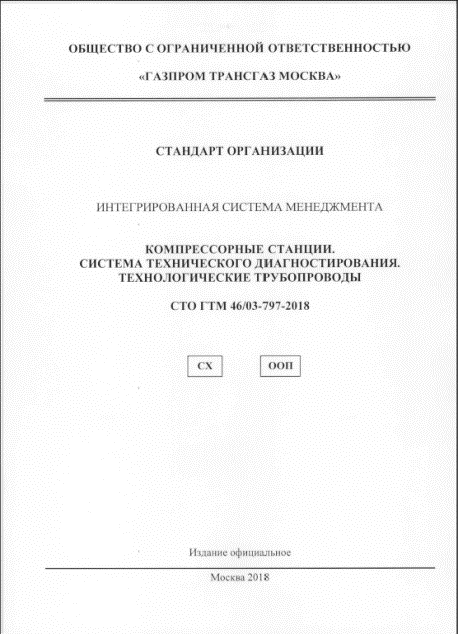 ОБЩЕСТВО С ОГРАНИЧЕННОЙ ОТВЕТСТВЕННОСТЬЮ
«ГАЗПРОМ ТРАНСГАЗ МОСКВА»
СТАНДАРТ ОРГАНИЗАЦИИ
ИНТЕГРИРОВАННАЯ СИСТЕМА МЕНЕДЖМЕНТА
КОМПРЕССОРНЫЕ СТАНЦИИ.
СИСТЕМА ТЕХНИЧЕСКОГО ДИАГНОСТИРОВАНИЯ.
ТЕХНОЛОГИЧЕСКИЕ ТРУБОПРОВОДЫ
СТО ГТМ 46/03-797-2018
СХ ООП
Издание официальное
Москва 2018